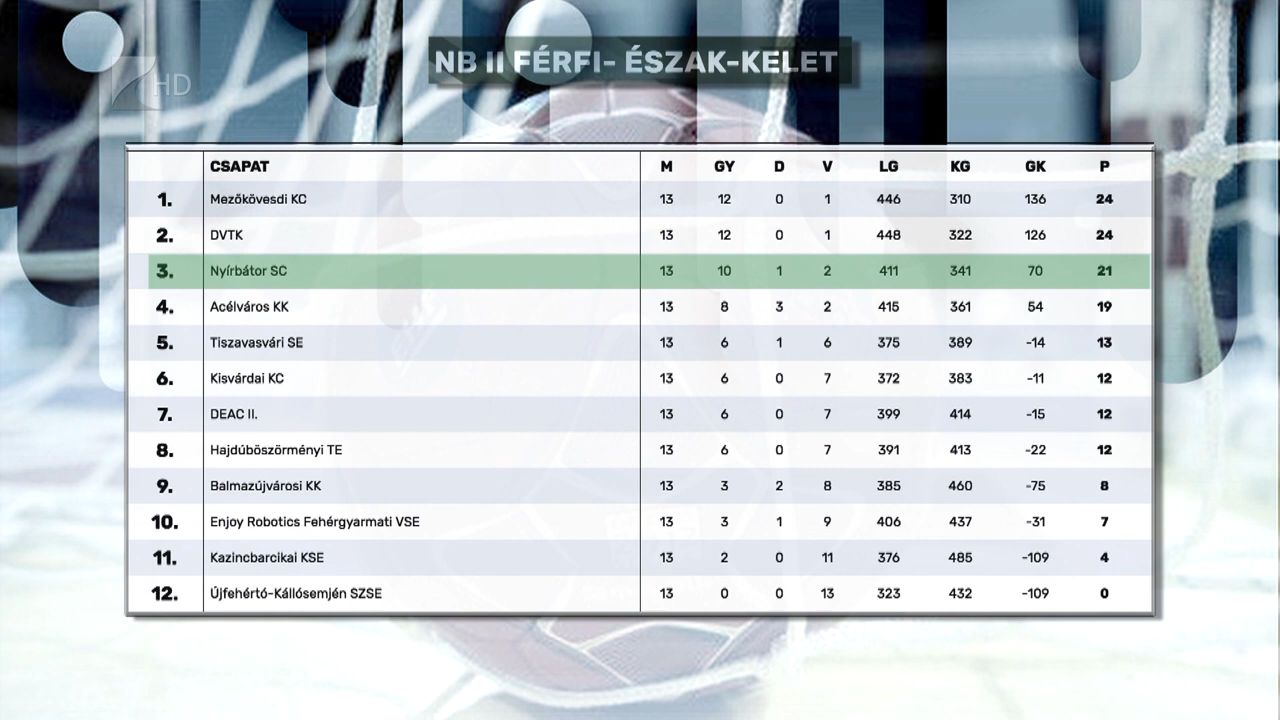 NB II FÉRFI- ÉSZAK-KELET
HD
CSAPAT M GY D V LG KG GK P
1. Mezőkövesdi KC 13 12 0 1 446 310 136 24
2. DVTK 13 12 0 1 448 322 126 24
3. Nyírbátor SC 13 10 1 2 411 341 70 21
4. Acélváros KK 13 8 3 2 415 361 54 19
5. Tiszavasvári SE 13 6 1 6 375 389 -14 13
6. Kisvárdai KC 13 6 0 7 372 383 -11 12
7. DEAC II. 13 6 0 7 399 414 -15 12
8. Hajdúböszörményi TE 13 6 0 7 391 413 -22 12
9. Balmazújvárosi KK 13 3 2 8 385 460 -75 8
10. Enjoy Robotics Fehérgyarmati VSE 13 3 1 9 406 437 -31 7
11. Kazincbarcikai KSE 13 2 0 11 376 485 -109 4
12. Újfehértó-Kállósemjén SZSE 13 0 0 13 323 432 -109 0